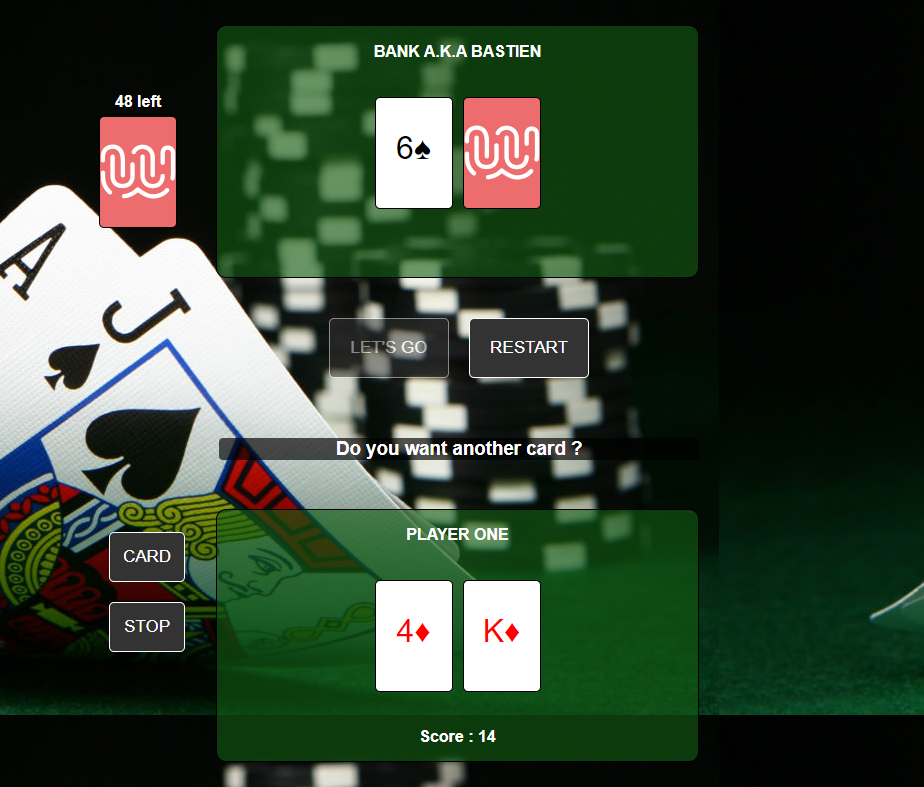 BANK A.K.A BASTIEN
48 left
6♠
A
J
LET'S GO
RESTART
Do you want another card ?
PLAYER ONE
CARD
STOP
4♦
K♦
Score : 14